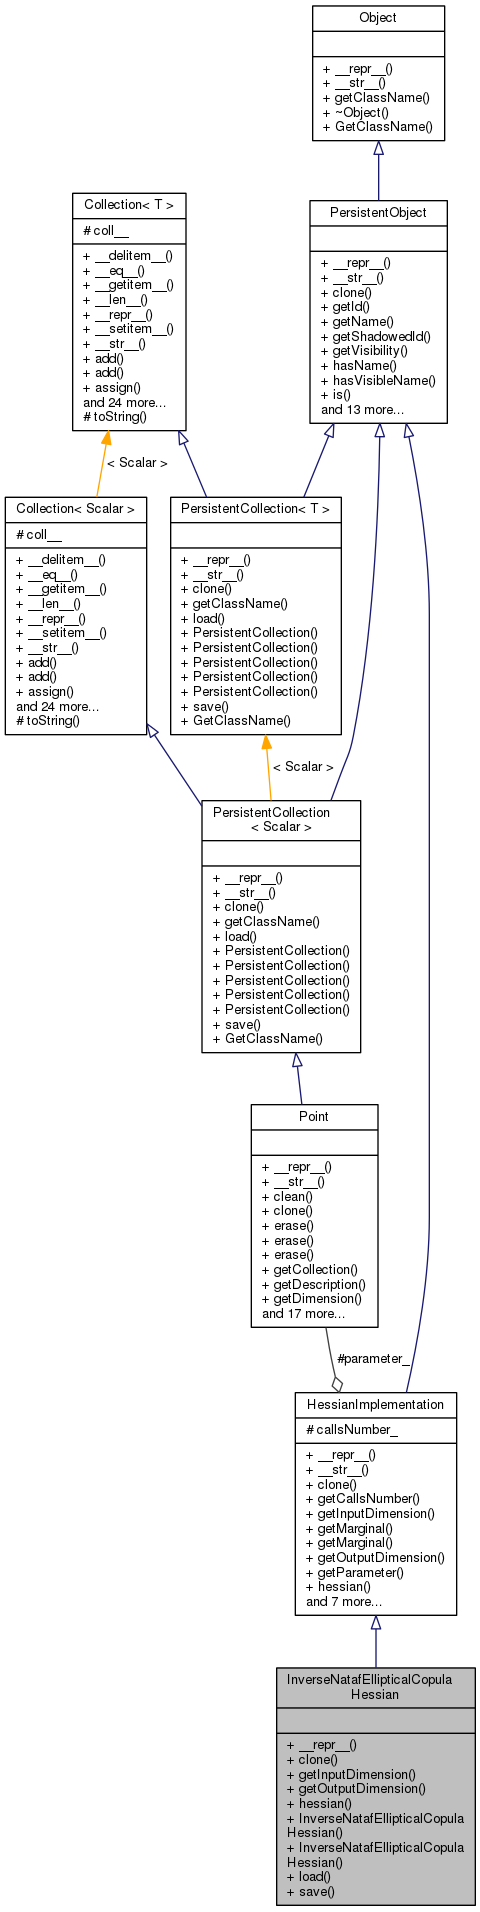 Object
+ __repr__()
+ __str__()
+ getClassName()
+ ~Object()
+ GetClassName()
Collection< T >
# coll__
+ __delitem__()
+ __eq__()
+ __getitem__()
+ __len__()
+ __repr__()
+ __setitem__()
+ __str__()
+ add()
+ add()
+ assign()
and 24 more...
# toString()
PersistentObject
+ __repr__()
+ __str__()
+ clone()
+ getId()
+ getName()
+ getShadowedId()
+ getVisibility()
+ hasName()
+ hasVisibleName()
+ is()
and 13 more...
< Scalar >
Collection< Scalar >
# coll__
+ __delitem__()
+ __eq__()
+ __getitem__()
+ __len__()
+ __repr__()
+ __setitem__()
+ __str__()
+ add()
+ add()
+ assign()
and 24 more...
# toString()
PersistentCollection< T >
+ __repr__()
+ __str__()
+ clone()
+ getClassName()
+ load()
+ PersistentCollection()
+ PersistentCollection()
+ PersistentCollection()
+ PersistentCollection()
+ PersistentCollection()
+ save()
+ GetClassName()
< Scalar >
PersistentCollection
< Scalar >
+ __repr__()
+ __str__()
+ clone()
+ getClassName()
+ load()
+ PersistentCollection()
+ PersistentCollection()
+ PersistentCollection()
+ PersistentCollection()
+ PersistentCollection()
+ save()
+ GetClassName()
Point
+ __repr__()
+ __str__()
+ clean()
+ clone()
+ erase()
+ erase()
+ erase()
+ getCollection()
+ getDescription()
+ getDimension()
and 17 more...
#parameter_
HessianImplementation
# callsNumber_
+ __repr__()
+ __str__()
+ clone()
+ getCallsNumber()
+ getInputDimension()
+ getMarginal()
+ getMarginal()
+ getOutputDimension()
+ getParameter()
+ hessian()
and 7 more...
InverseNatafEllipticalCopula
Hessian
+ __repr__()
+ clone()
+ getInputDimension()
+ getOutputDimension()
+ hessian()
+ InverseNatafEllipticalCopula
Hessian()
+ InverseNatafEllipticalCopula
Hessian()
+ load()
+ save()